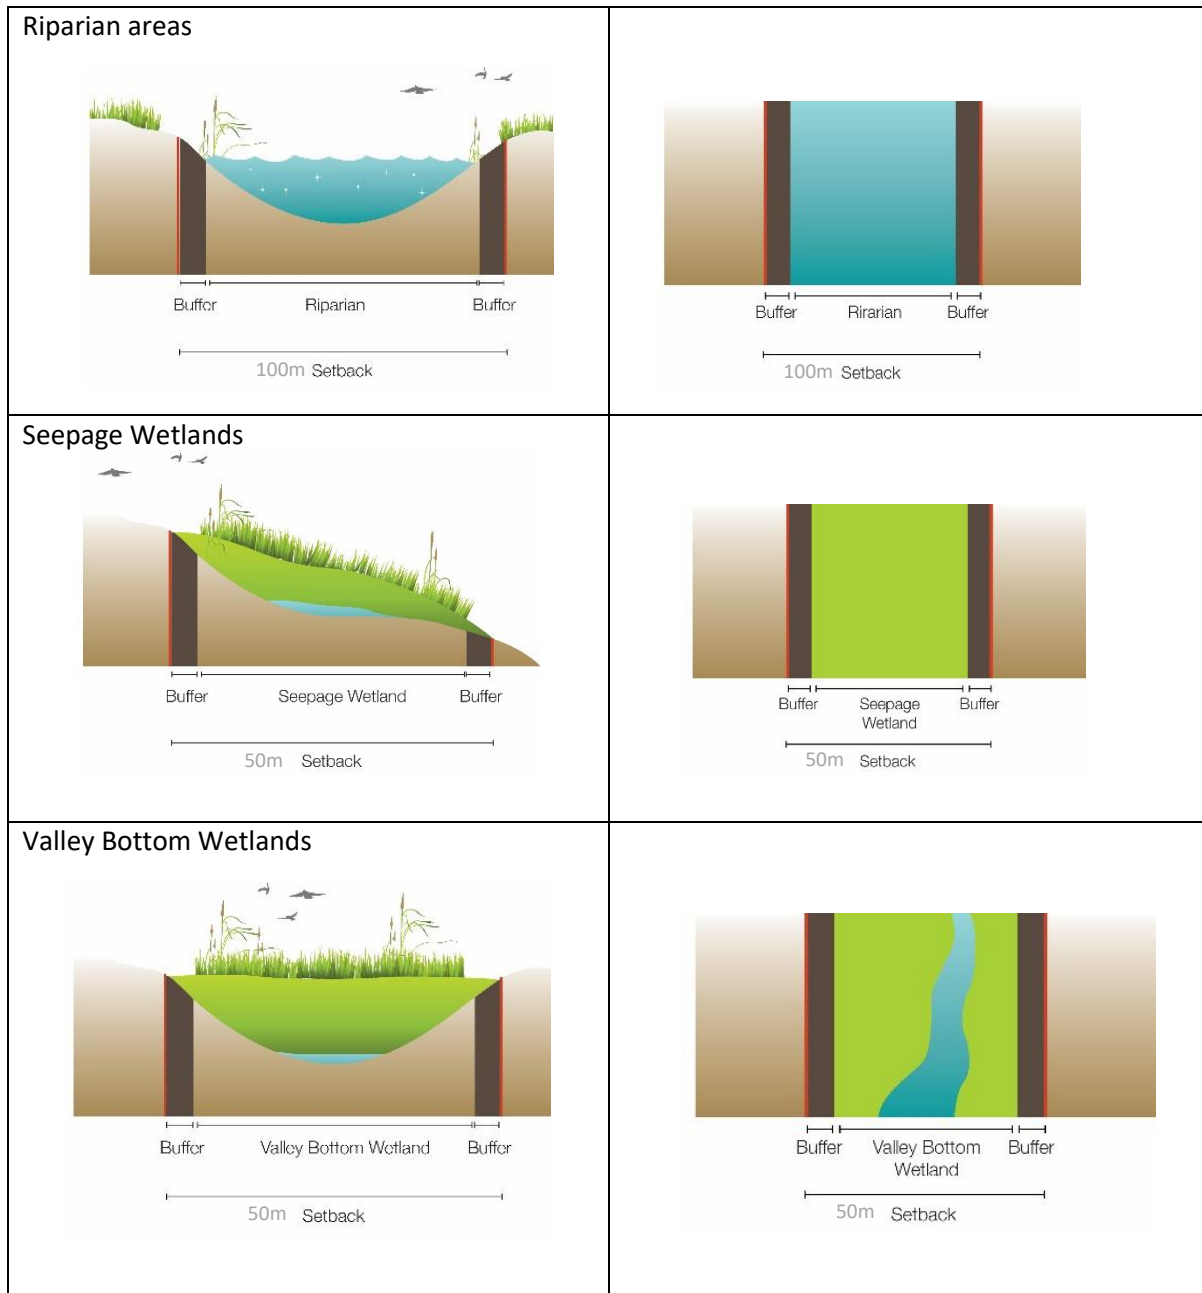 Riparian areas
Buffer Riparian Buffer
100m Setback
Buffer Rirarian Buffer
100m Setback
Seepage Wetlands
Buffer Seepage Wetland Buffer
50m Setback
Buffer Seepage Buffer
Wetland
50m Setback
Valley Bottom Wetlands
Buffer Valley Bottom Wetland Buffer
50m Setback
Buffer Valley Bottom Buffer
Wetland
50m Setback